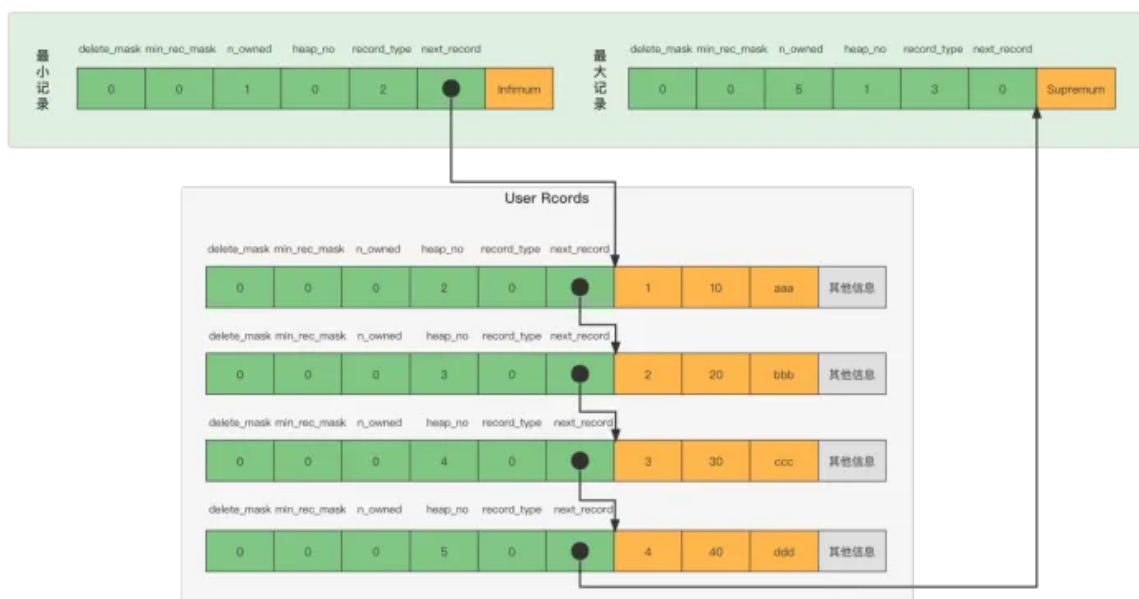 最小记录
delete_mask min_rec_mask n_owned heap_no record_type next_record
0 0 1 0 2 Infimum
最大记录
delete_mask min_rec_mask n_owned heap_no record_type next_record
0 0 5 1 3 0 Supremum
User Rcords
delete_mask min_rec_mask n_owned heap_no record_type next_record
0 0 0 2 0 1 10 aaa 其他信息
delete_mask min_rec_mask n_owned heap_no record_type next_record
0 0 0 3 0 2 20 bbb 其他信息
delete_mask min_rec_mask n_owned heap_no record_type next_record
0 0 0 4 0 3 30 ccc 其他信息
delete_mask min_rec_mask n_owned heap_no record_type next_record
0 0 0 5 0 4 40 ddd 其他信息